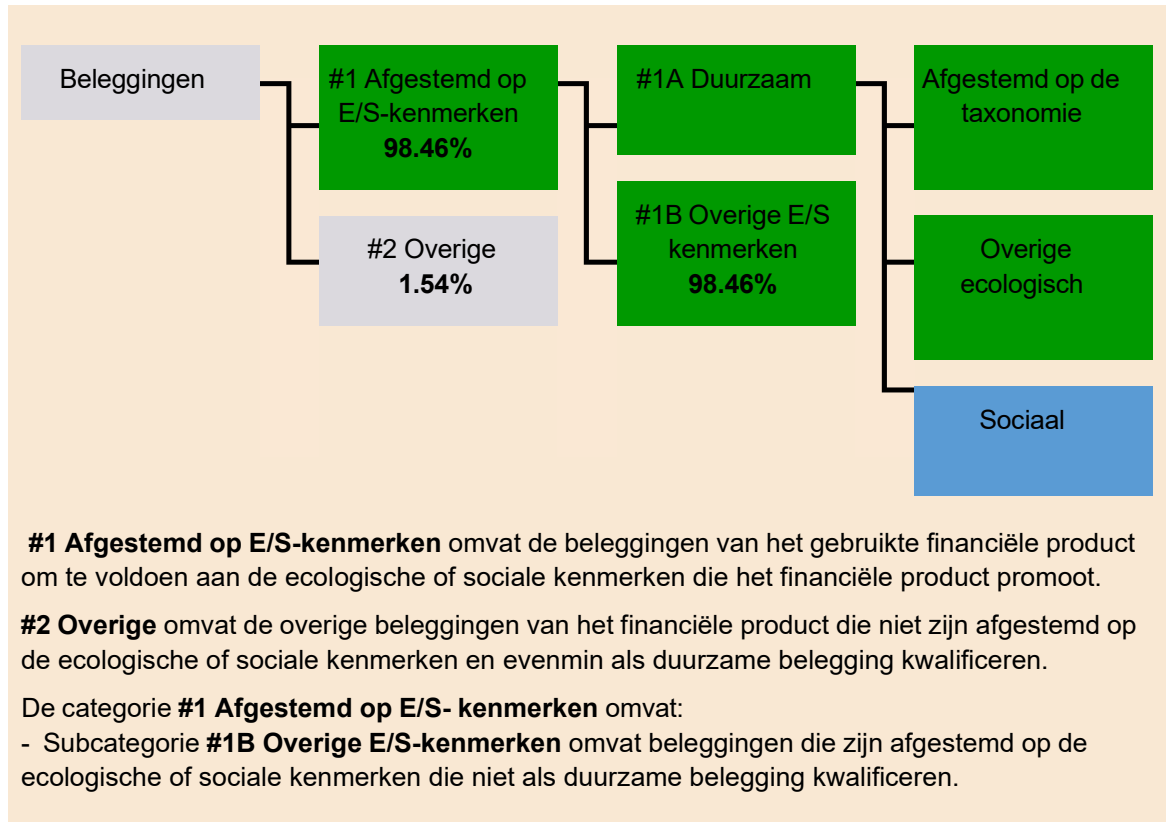 Beleggingen
#1 Afgestemd op
E/S-kenmerken
98.46%
#2 Overige
1.54%
#1A Duurzaam
#1B Overige E/S
kenmerken
98.46%
Afgestemd op de
taxonomie
Overige
ecologisch
Sociaal
#1 Afgestemd op E/S-kenmerken omvat de beleggingen van het gebruikte financiële product
om te voldoen aan de ecologische of sociale kenmerken die het financiële product promoot.
#2 Overige omvat de overige beleggingen van het financiële product die niet zijn afgestemd op
de ecologische of sociale kenmerken en evenmin als duurzame belegging kwalificeren.
De categorie #1 Afgestemd op E/S- kenmerken omvat:
- Subcategorie #1B Overige E/S-kenmerken omvat beleggingen die zijn afgestemd op de
ecologische of sociale kenmerken die niet als duurzame belegging kwalificeren.